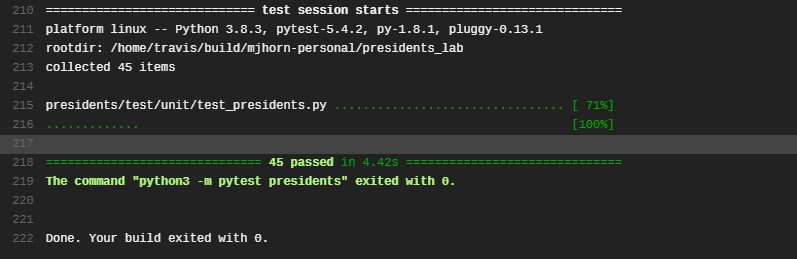 210 ============================= test session starts ==============================
211 platform linux -- Python 3.8.3, pytest-5.4.2, py-1.8.1, pluggy-0.13.1
212 rootdir: /home/travis/build/mjhorn-personal/presidents_lab
213 collected 45 items
214
215 presidents/test/unit/test_presidents.py ................................ [ 71%]
216 ............. [100%]
217
218 ============================== 45 passed in 4.42s ==============================
219 The command "python3 -m pytest presidents" exited with 0.
220
221
222 Done. Your build exited with 0.